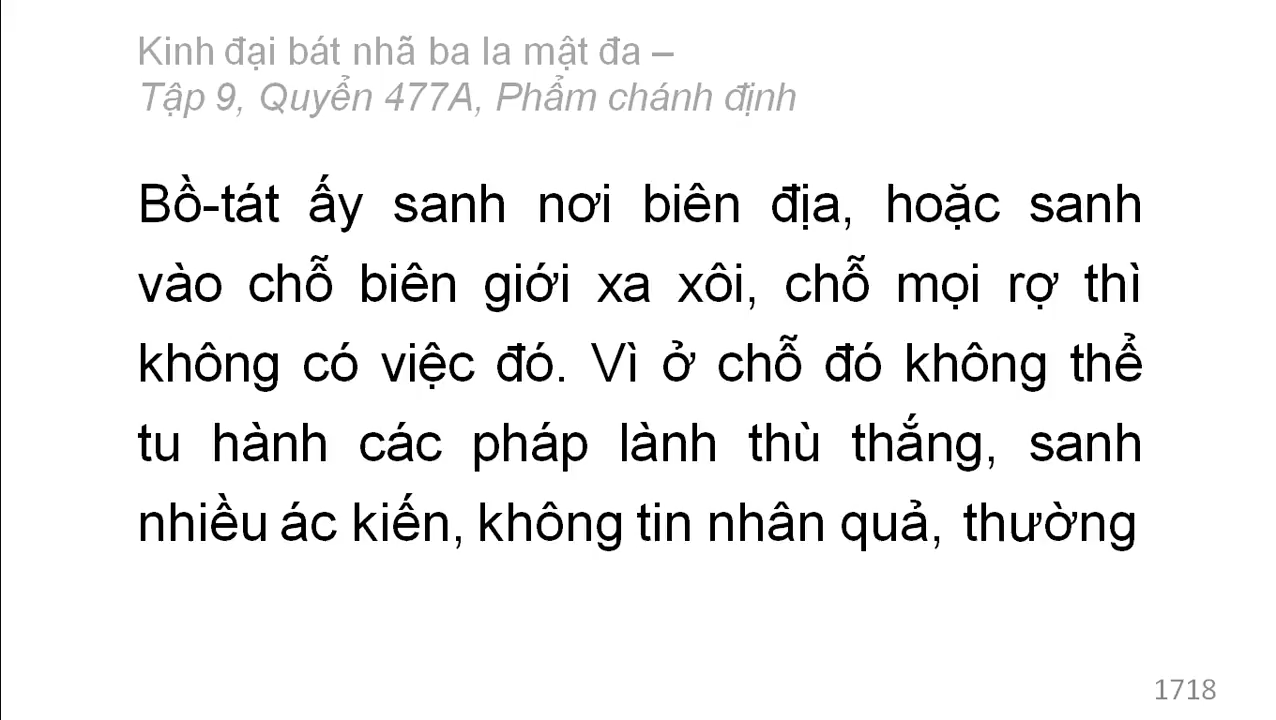 Kinh đại bát nhã ba la mật đa –
Tập 9, Quyển 477A, Phẩm chánh định
Bồ-tát ấy sanh nơi biên địa, hoặc sanh
vào chỗ biên giới xa xôi, chỗ mọi rợ thì
không có việc đó. Vì ở chỗ đó không thể
tu hành các pháp lành thù thắng, sanh
nhiều ác kiến, không tin nhân quả, thường
1718